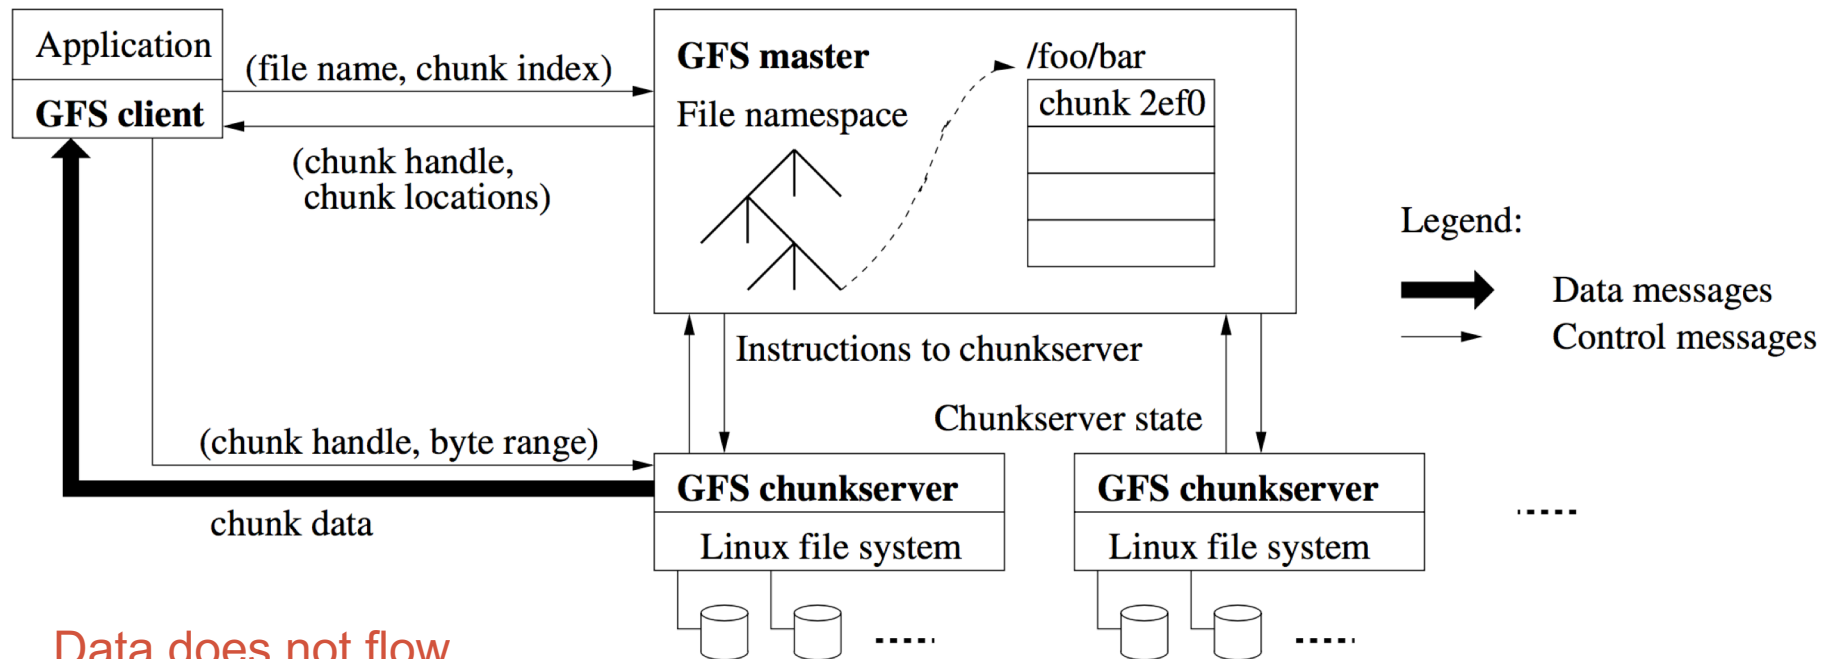 Application
GFS client
(file name, chunk index)
(chunk handle,
chunk locations)
GFS master
File namespace
/foo/bar
chunk 2ef0
Legend:
Data messages
Control messages
Instructions to chunkserver
Chunkserver state
(chunk handle, byte range)
chunk data
GFS chunkserver
Linux file system
GFS chunkserver
Linux file system
Data does not flow